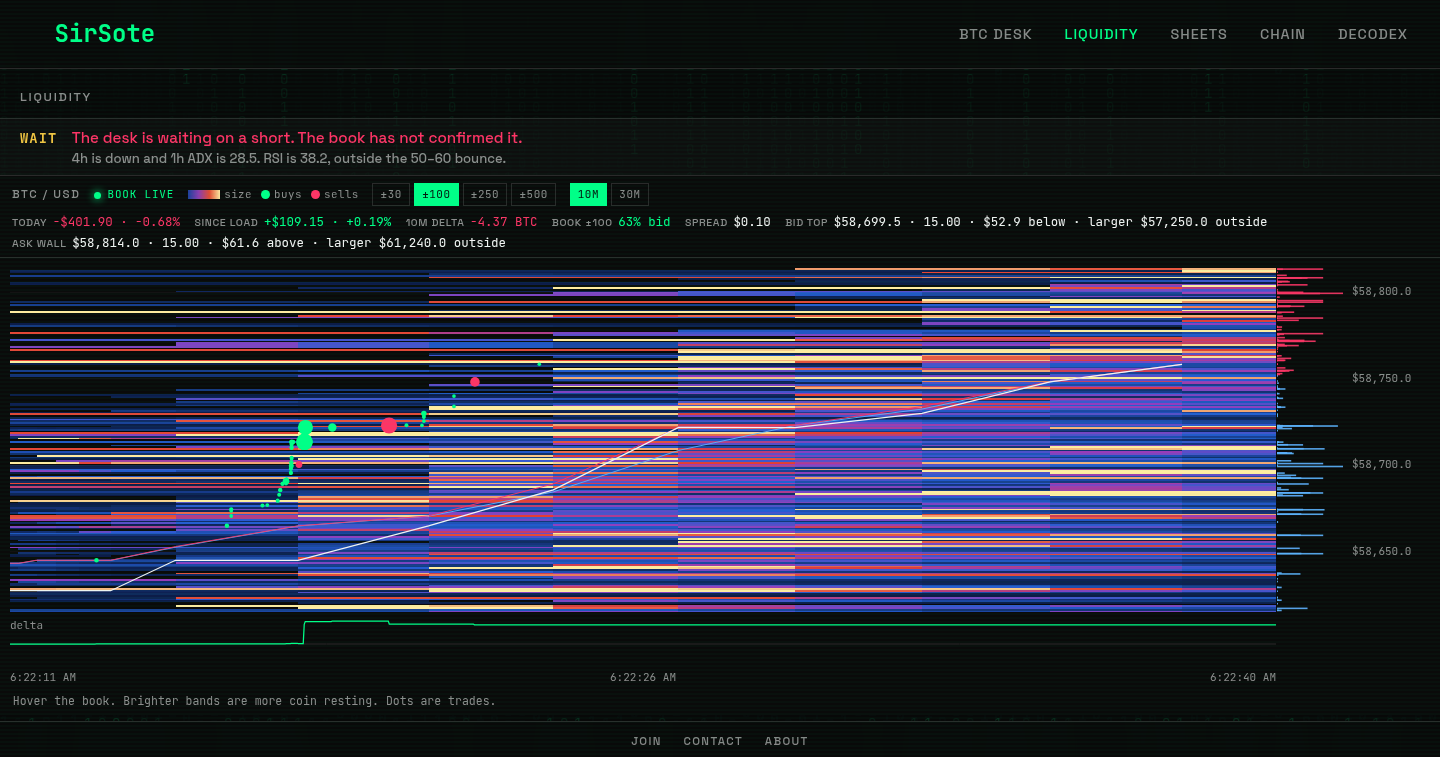 SirSote
BTC DESK LIQUIDITY SHEETS CHAIN DECODEX
LIQUIDITY
WAIT The desk is waiting on a short. The book has not confirmed it.
4h is down and 1h ADX is 28.5. RSI is 38.2, outside the 50–60 bounce.
BTC / USD BOOK LIVE size buys sells ±30 ±100 ±250 ±500 10M 30M
TODAY -$401.90 · -0.68% SINCE LOAD +$109.15 · +0.19% 10M DELTA -4.37 BTC BOOK ±100 63% bid SPREAD $0.10 BID TOP $58,699.5 · 15.00 · $52.9 below · larger $57,250.0 outside
ASK WALL $58,814.0 · 15.00 · $61.6 above · larger $61,240.0 outside
$58,800.0
$58,750.0
$58,700.0
$58,650.0
delta
6:22:11 AM 6:22:26 AM 6:22:40 AM
Hover the book. Brighter bands are more coin resting. Dots are trades.
JOIN CONTACT ABOUT